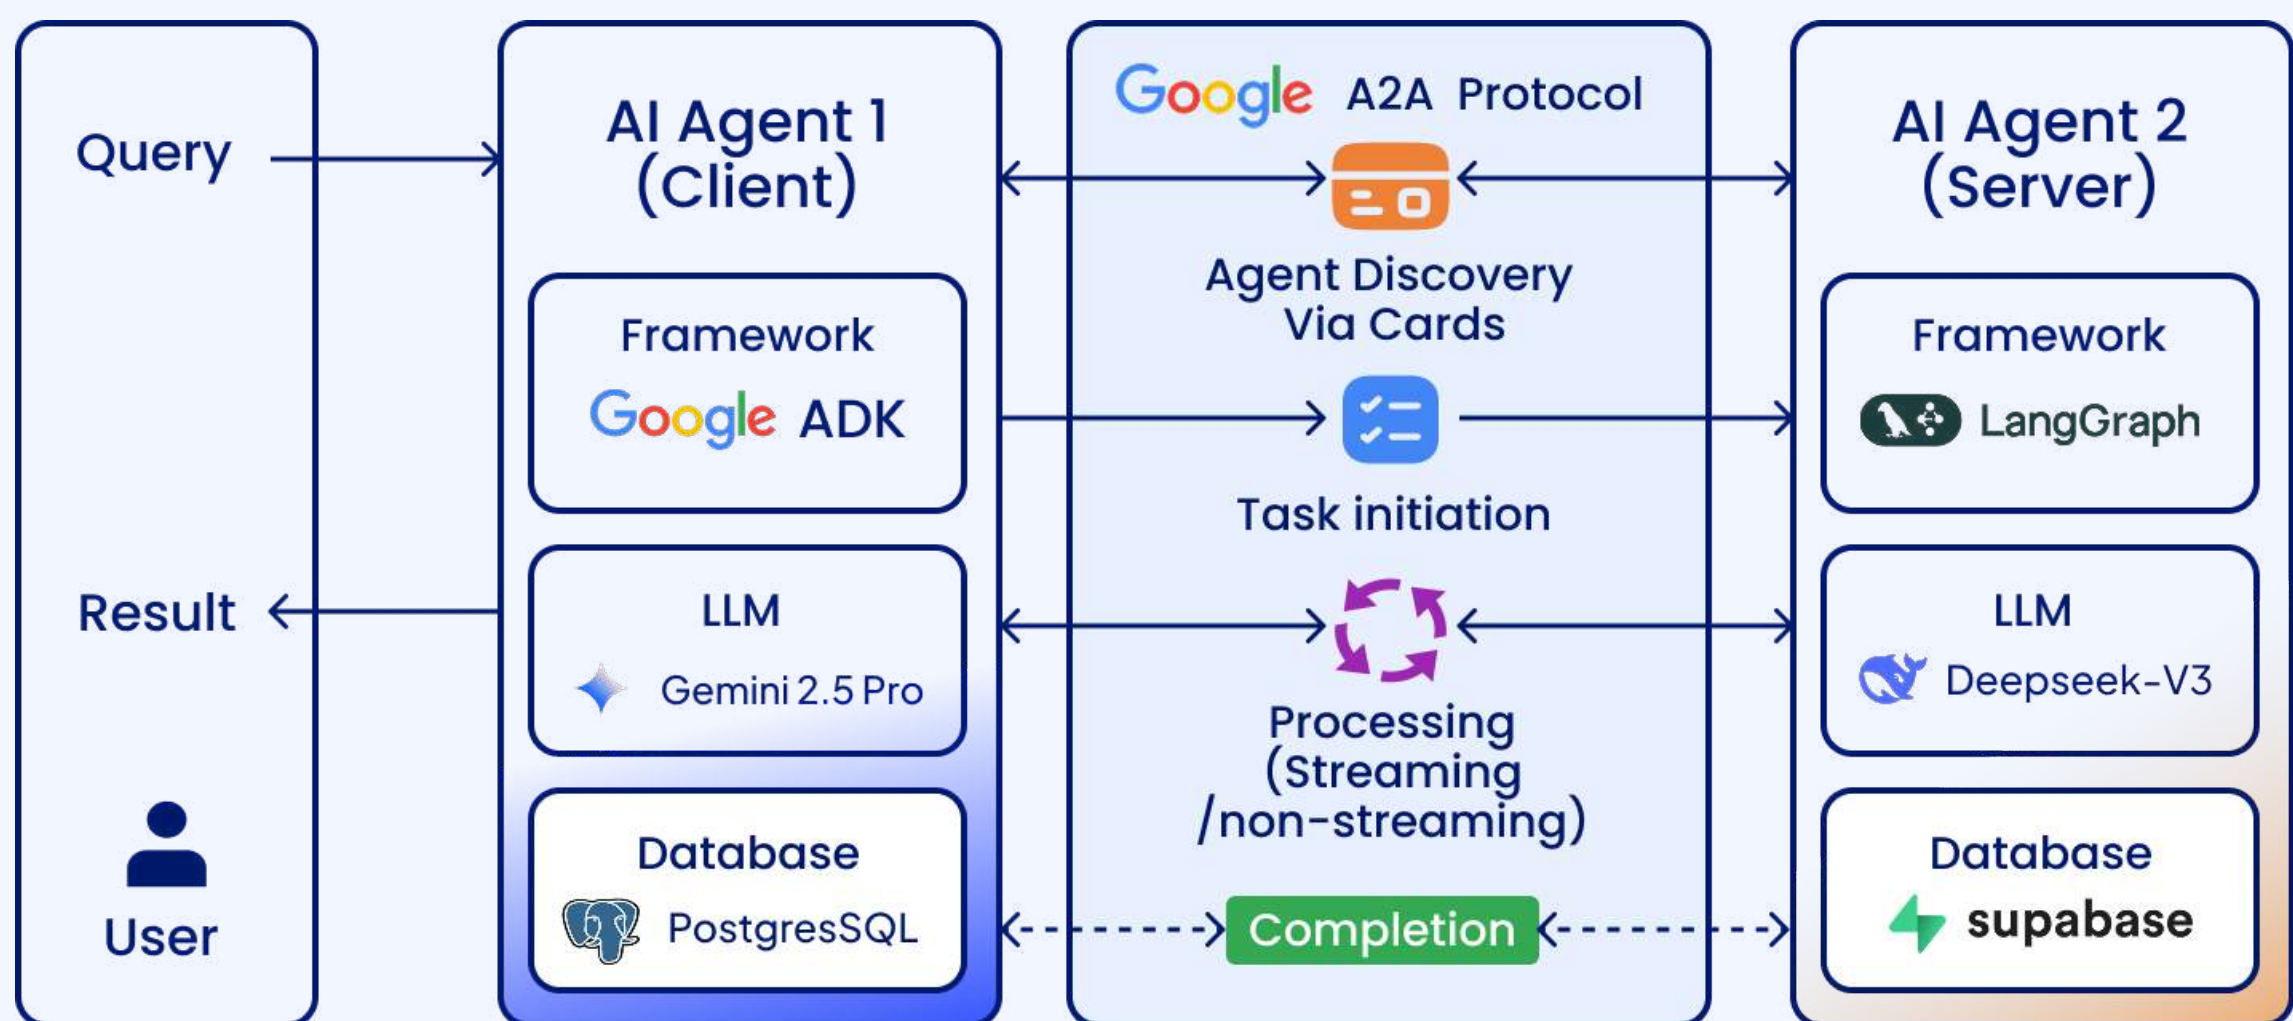 Query
Result
User
AI Agent 1
(Client)
Framework
Google ADK
LLM
Gemini 2.5 Pro
Database
PostgresSQL
Google A2A Protocol
Agent Discovery
Via Cards
Task initiation
Processing
(Streaming
/non-streaming)
Completion
AI Agent 2
(Server)
Framework
LangGraph
LLM
Deepseek-V3
Database
supabase